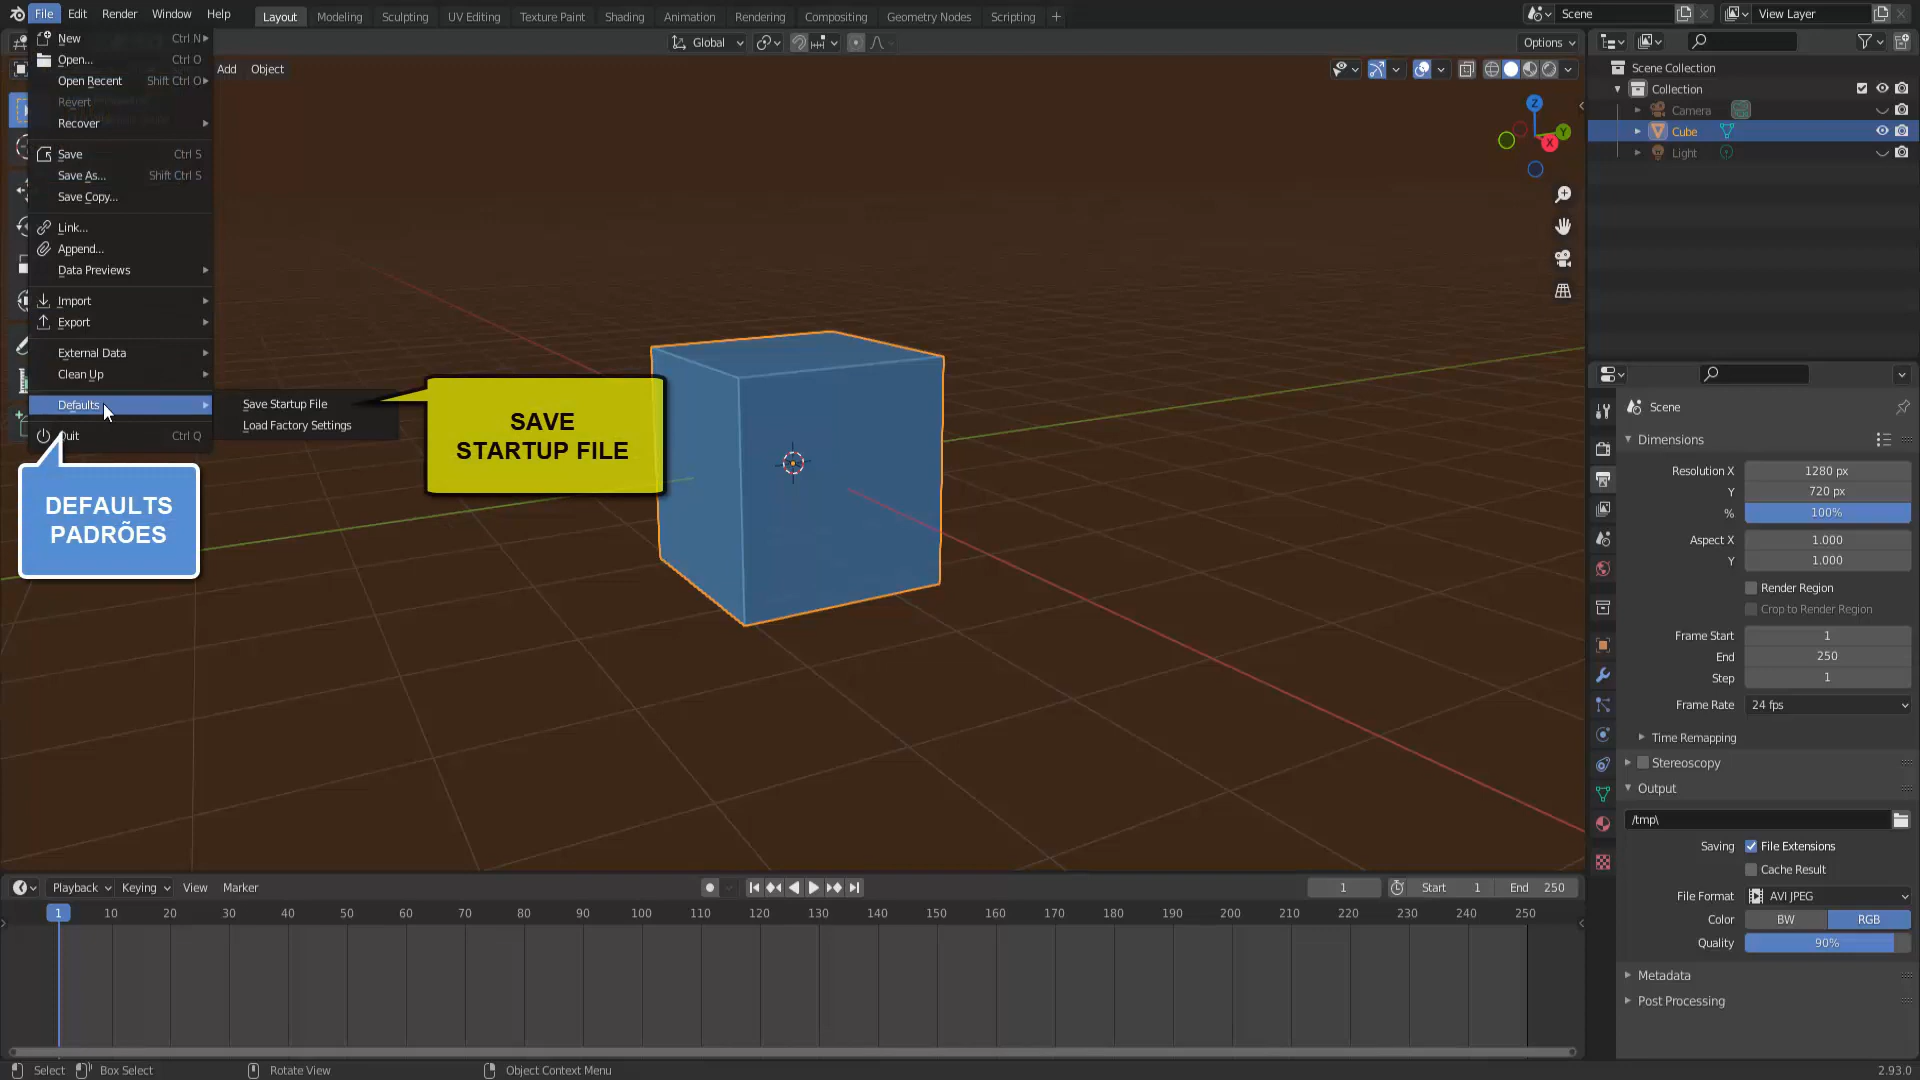 File Edit Render Window Help
Layout Modeling Sculpting UV Editing Texture Paint Shading Animation Rendering Compositing Geometry Nodes Scripting +
Scene
View Layer
New Ctrl N
Open... Ctrl O
Open Recent Shift Ctrl O
Revert
Recover
Save Ctrl S
Save As... Shift Ctrl S
Save Copy...
Link...
Append...
Data Previews
Import
Export
External Data
Clean Up
Defaults
Quit Ctrl Q
Save Startup File
Load Factory Settings
SAVE
STARTUP FILE
DEFAULTS
PADRÕES
Global
Options
Add Object
Z
Y
X
Scene Collection
Collection
Camera
Cube
Light
Scene
Dimensions
Resolution X 1280 px
Y 720 px
% 100%
Aspect X 1.000
Y 1.000
Render Region
Crop to Render Region
Frame Start 1
End 250
Step 1
Frame Rate 24 fps
Time Remapping
Stereoscopy
Output
/tmp\
Saving File Extensions
Cache Result
File Format AVI JPEG
Color BW RGB
Quality 90%
Metadata
Post Processing
Playback Keying View Marker
1 Start 1 End 250
1 10 20 30 40 50 60 70 80 90 100 110 120 130 140 150 160 170 180 190 200 210 220 230 240 250
Select Box Select Rotate View Object Context Menu 2.93.0